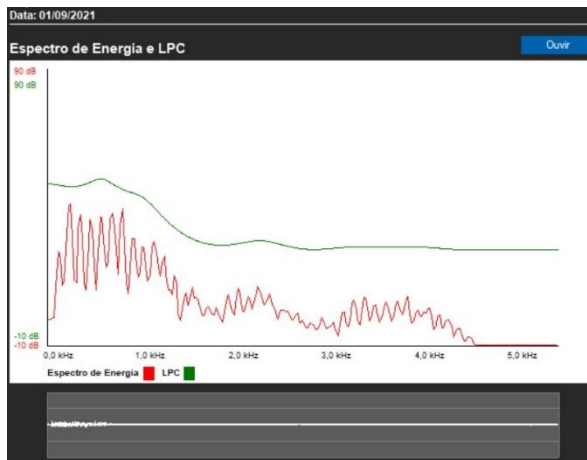 Data: 01/09/2021
Espectro de Energia e LPC
Ouvir
90 dB
90 dB
-10 dB
-10 dB
0,0 kHz 1,0 kHz 2,0 kHz 3,0 kHz 4,0 kHz 5,0 kHz
Espectro de Energia LPC